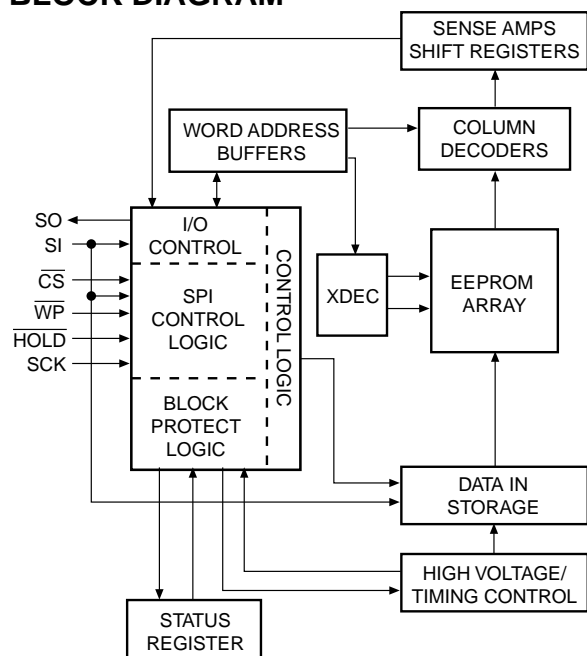 BLOCK DIAGRAM
SENSE AMPS
SHIFT REGISTERS
WORD ADDRESS
BUFFERS
COLUMN
DECODERS
SO
SI
CS
WP
HOLD
SCK
I/O
CONTROL
SPI
CONTROL
LOGIC
BLOCK
PROTECT
LOGIC
CONTROL LOGIC
XDEC
EEPROM
ARRAY
DATA IN
STORAGE
HIGH VOLTAGE/
TIMING CONTROL
STATUS
REGISTER